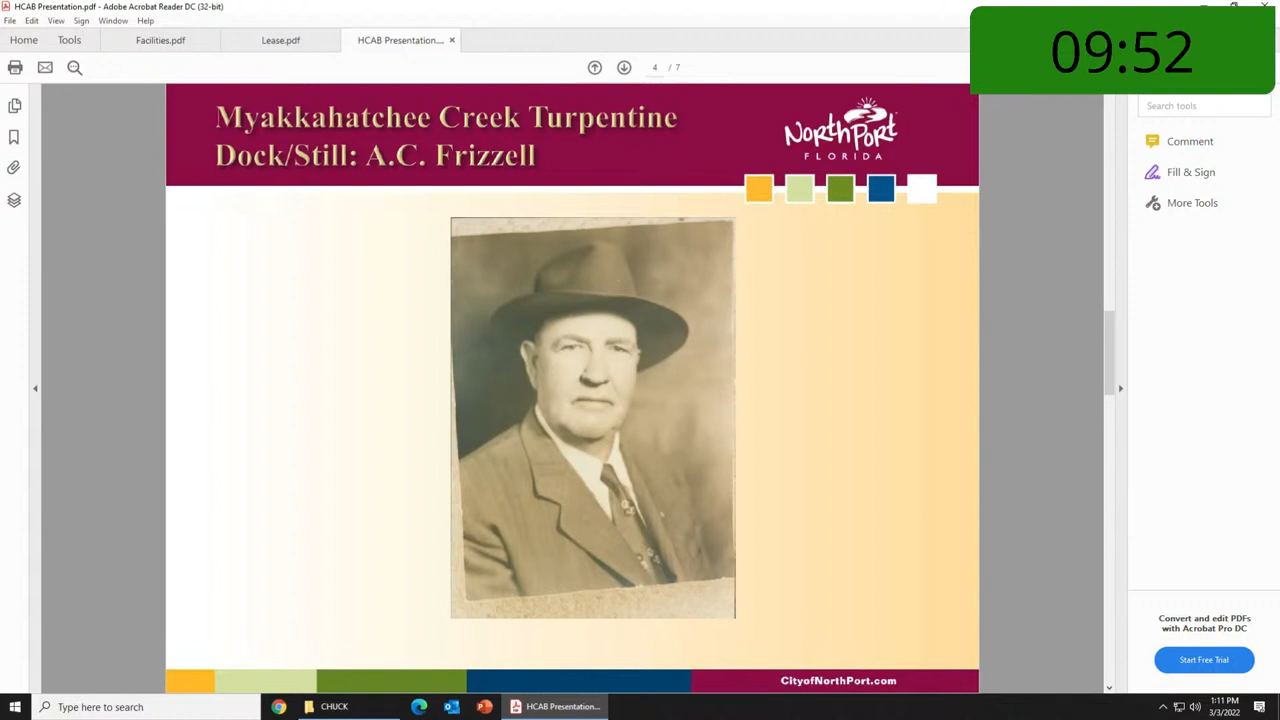 HCAB Presentation.pdf - Adobe Acrobat Reader DC (32-bit)
File Edit View Sign Window Help
Home Tools Facilities.pdf Lease.pdf HCAB Presentation....
4 / 7
09:52
Search tools
Comment
Fill & Sign
More Tools
Myakkahatchee Creek Turpentine
Dock/Still: A.C. Frizzell
NORTH PORT
FLORIDA
CityofNorthPort.com
Convert and edit PDFs
with Acrobat Pro DC
Start Free Trial
Type here to search
CHUCK
HCAB Presentation...
1:11 PM
3/3/2022